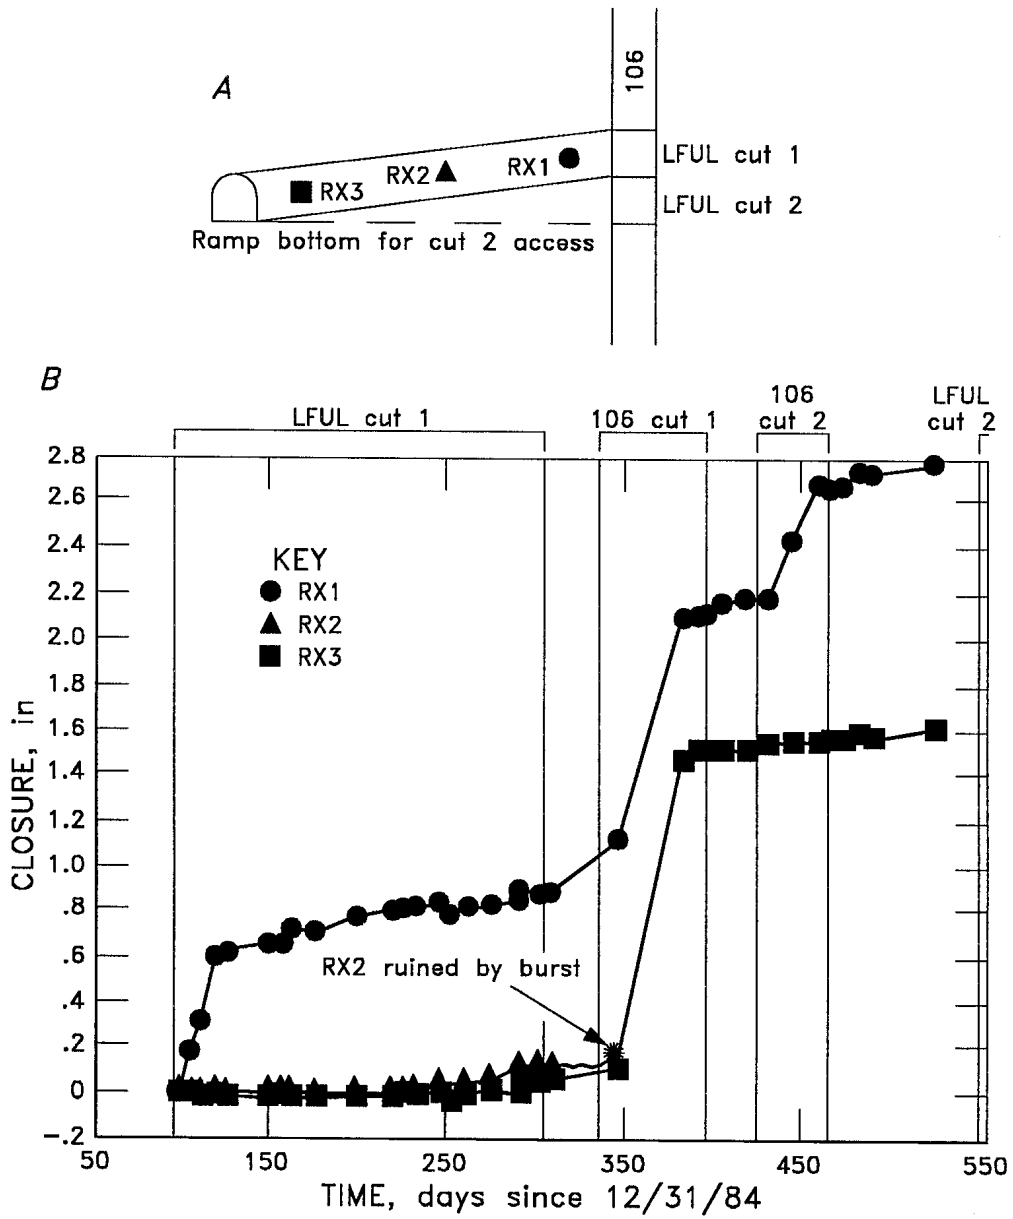 A
106
LFUL cut 1
RX1
RX2
RX3
LFUL cut 2
Ramp bottom for cut 2 access
B
LFUL cut 1
106 cut 1
106
cut 2
LFUL
cut 2
2.8
2.6
2.4
2.2
2.0
1.8
1.6
1.4
1.2
1.0
.8
.6
.4
.2
0
-.2
CLOSURE, in
KEY
RX1
RX2
RX3
RX2 ruined by burst
50 150 250 350 450 550
TIME, days since 12/31/84